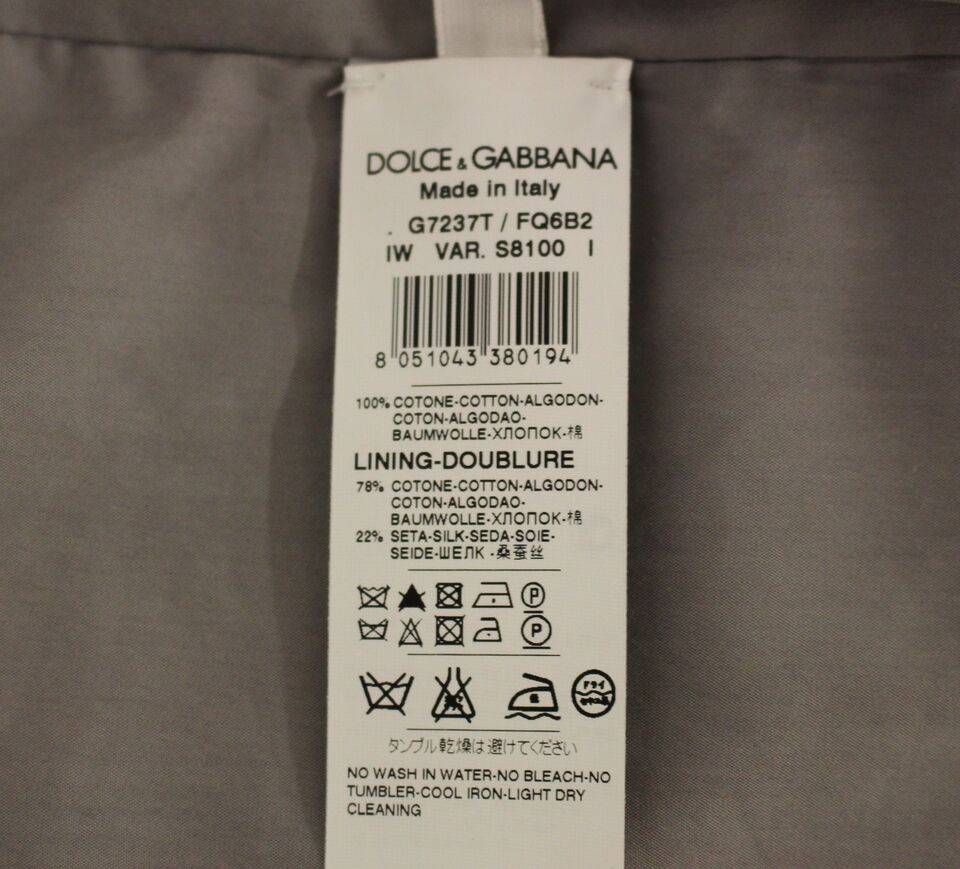 DOLCE & GABBANA
Made in Italy
. G7237T / FQ6B2
IW VAR. S8100 I
8 051043 380194
100% COTONE-COTTON-ALGODON-
COTON-ALGODAO-
BAUMWOLLE-ХЛОПОК-棉
LINING-DOUBLURE
78% COTONE-COTTON-ALGODON-
COTON-ALGODAO-
BAUMWOLLE-ХЛОПОК-棉
22% SETA-SILK-SEDA-SOIE-
SEIDE-ШЕЛК -桑蚕丝
P
P
ドライ
タンブル乾燥は避けてください
NO WASH IN WATER-NO BLEACH-NO
TUMBLER-COOL IRON-LIGHT DRY
CLEANING